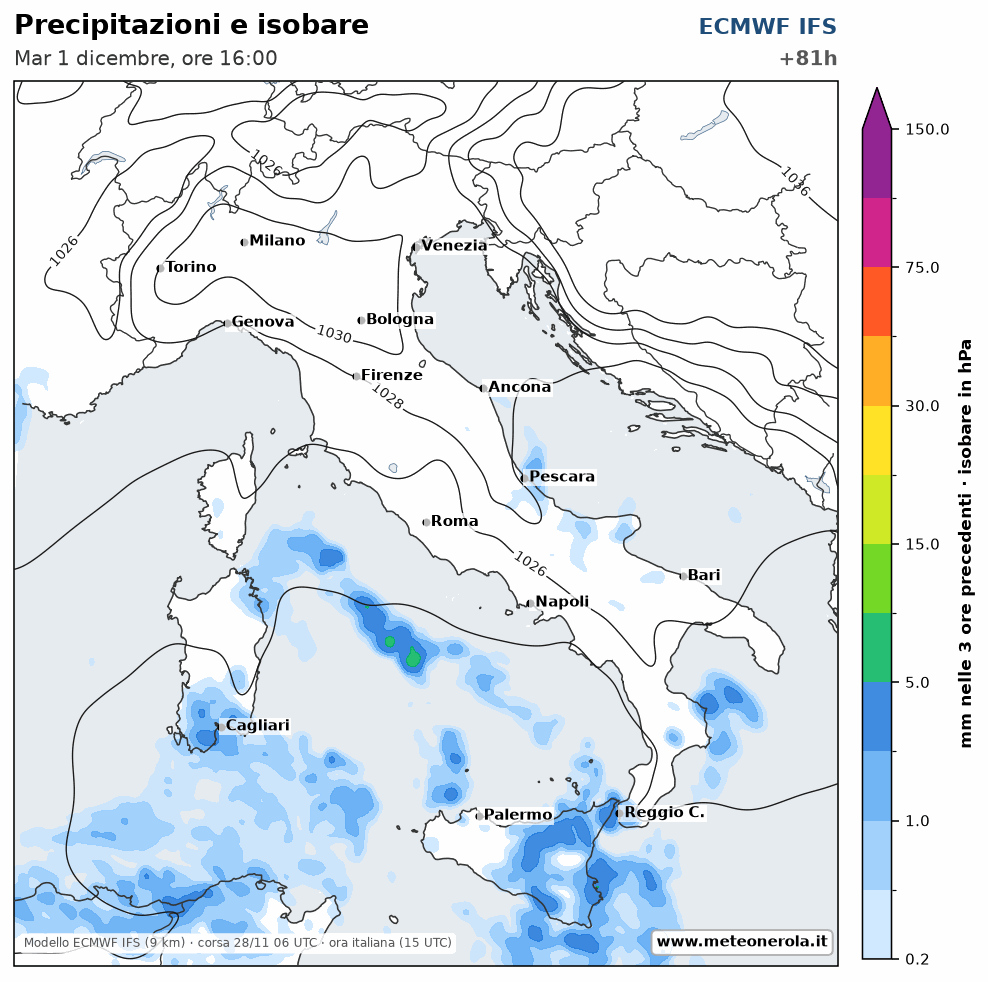 Precipitazioni e isobare
ECMWF IFS
Mar 1 dicembre, ore 16:00
+81h
150.0
1026
1036
Milano
Venezia
1026
Torino
75.0
Genova
Bologna
1030
Firenze
Ancona
1028
30.0
Pescara
Roma
15.0
1026
Bari
Napoli
5.0
Cagliari
Palermo
Reggio C.
1.0
mm nelle 3 ore precedenti · isobare in hPa
Modello ECMWF IFS (9 km) · corsa 28/11 06 UTC · ora italiana (15 UTC)
www.meteonerola.it
0.2